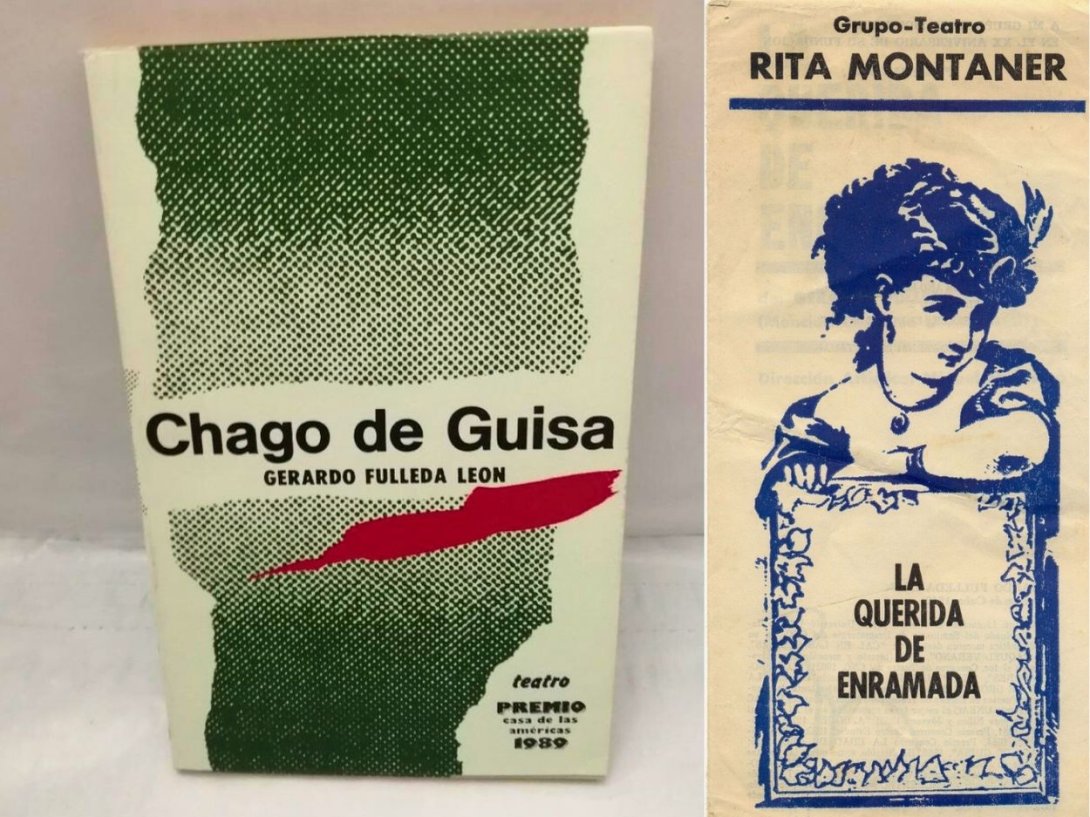 Chago de Guisa
GERARDO FULLEDA LEON
teatro
PREMIO
casa de las
américas
1989
Grupo-Teatro
RITA MONTANER
LA
QUERIDA
DE
ENRAMADA